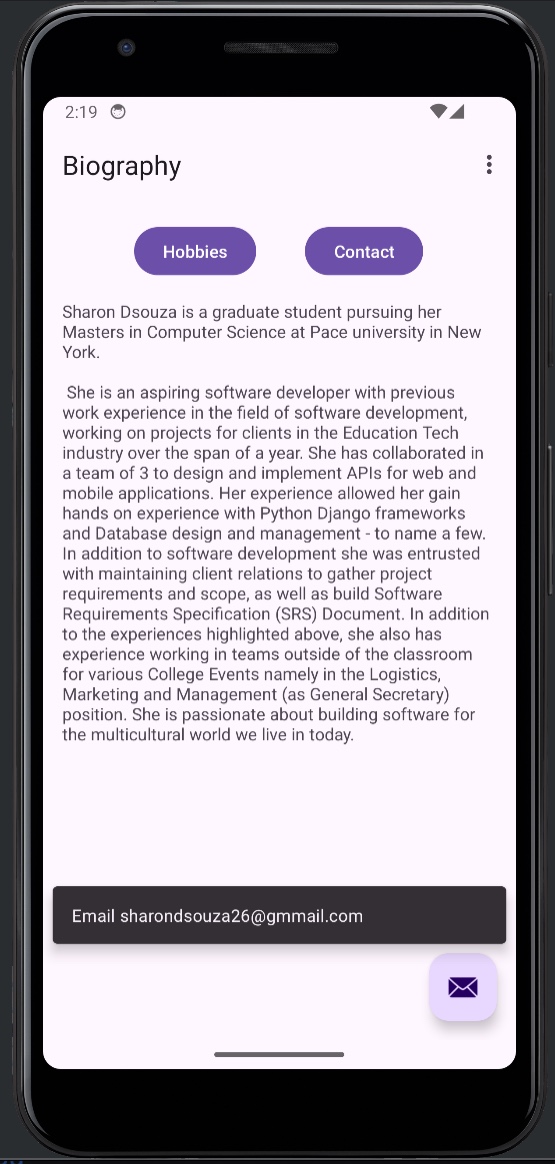 2:19
Biography
Hobbies
Contact
Sharon Dsouza is a graduate student pursuing her
Masters in Computer Science at Pace university in New
York.
She is an aspiring software developer with previous
work experience in the field of software development,
working on projects for clients in the Education Tech
industry over the span of a year. She has collaborated in
a team of 3 to design and implement APIs for web and
mobile applications. Her experience allowed her gain
hands on experience with Python Django frameworks
and Database design and management - to name a few.
In addition to software development she was entrusted
with maintaining client relations to gather project
requirements and scope, as well as build Software
Requirements Specification (SRS) Document. In addition
to the experiences highlighted above, she also has
experience working in teams outside of the classroom
for various College Events namely in the Logistics,
Marketing and Management (as General Secretary)
position. She is passionate about building software for
the multicultural world we live in today.
Email sharondsouza26@gmmail.com